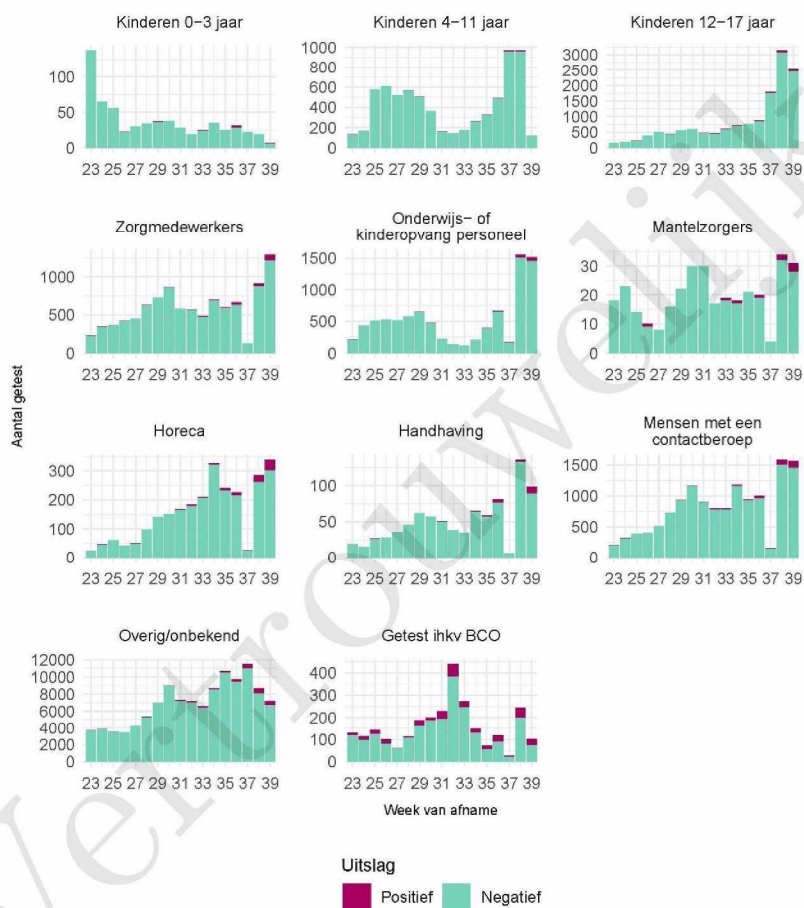 Kinderen 0−3 jaar
100
50
0
23 25 27 29 31 33 35 37 39
Kinderen 4−11 jaar
1000
800
600
400
200
0
23 25 27 29 31 33 35 37 39
Kinderen 12−17 jaar
3000
2500
2000
1500
1000
500
0
23 25 27 29 31 33 35 37 39
Zorgmedewerkers
1000
500
0
23 25 27 29 31 33 35 37 39
Onderwijs− of
kinderopvang personeel
1500
1000
500
0
23 25 27 29 31 33 35 37 39
Mantelzorgers
30
20
10
0
23 25 27 29 31 33 35 37 39
Aantal getest
Horeca
300
200
100
0
23 25 27 29 31 33 35 37 39
Handhaving
100
50
0
23 25 27 29 31 33 35 37 39
Mensen met een
contactberoep
1500
1000
500
0
23 25 27 29 31 33 35 37 39
Overig/onbekend
12000
10000
8000
6000
4000
2000
0
23 25 27 29 31 33 35 37 39
Getest ihkv BCO
400
300
200
100
0
23 25 27 29 31 33 35 37 39
Week van afname
Uitslag
Positief
Negatief
Vertrouwelijk